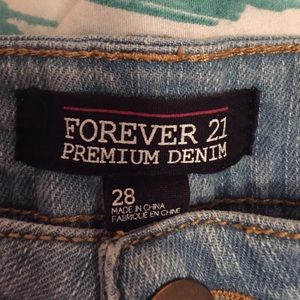 FOREVER 21
PREMIUM DENIM
28
MADE IN CHINA
FABRIQUÉ EN CHINE